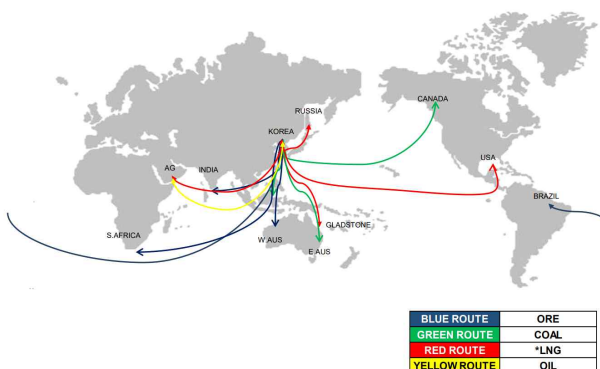 CANADA
RUSSIA
KOREA
AG
INDIA
USA
BRAZIL
S.AFRICA
W.AUS
GLADSTONE
E.AUS
BLUE ROUTE ORE
GREEN ROUTE COAL
RED ROUTE *LNG
YELLOW ROUTE OIL